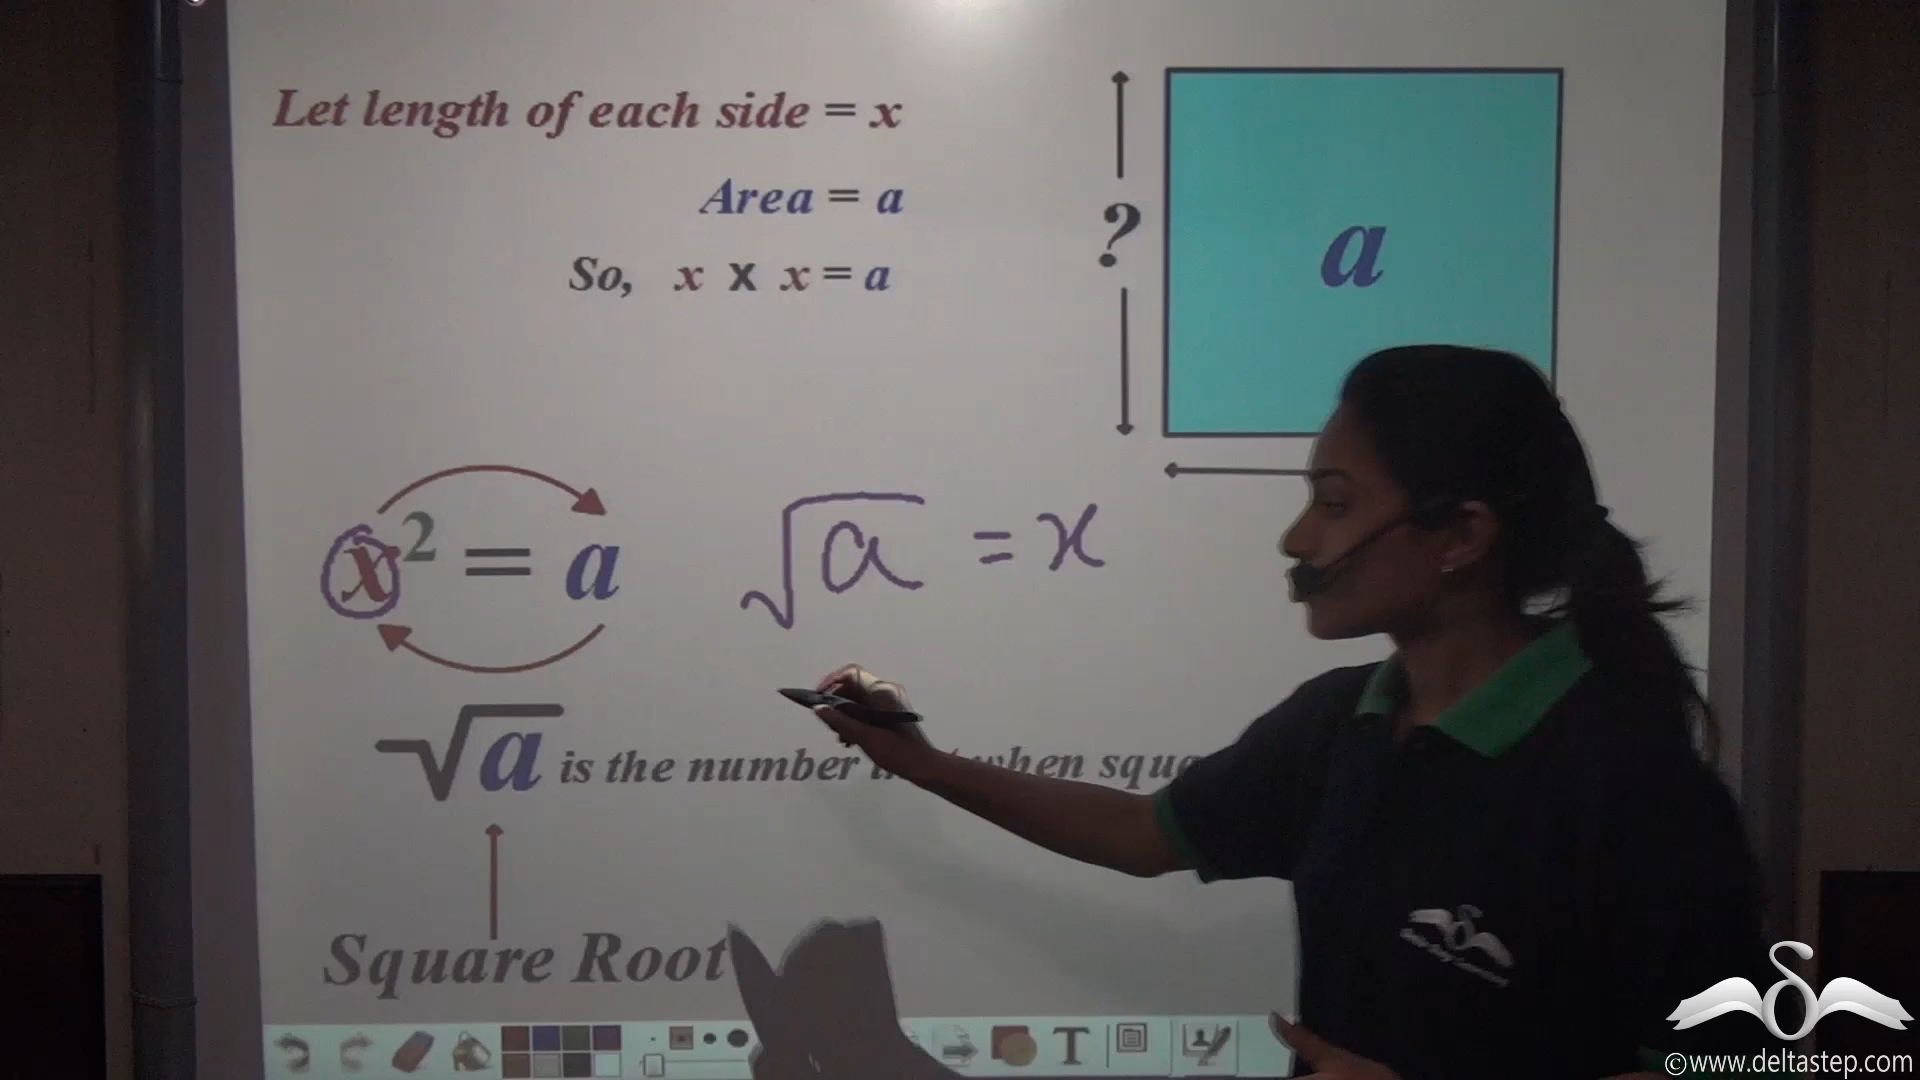 Let length of each side = x
Area = a
So, x x x = a
?
a
x² = a
√a = x
√a is the number when squa
Square Root
T
©www.deltastep.com